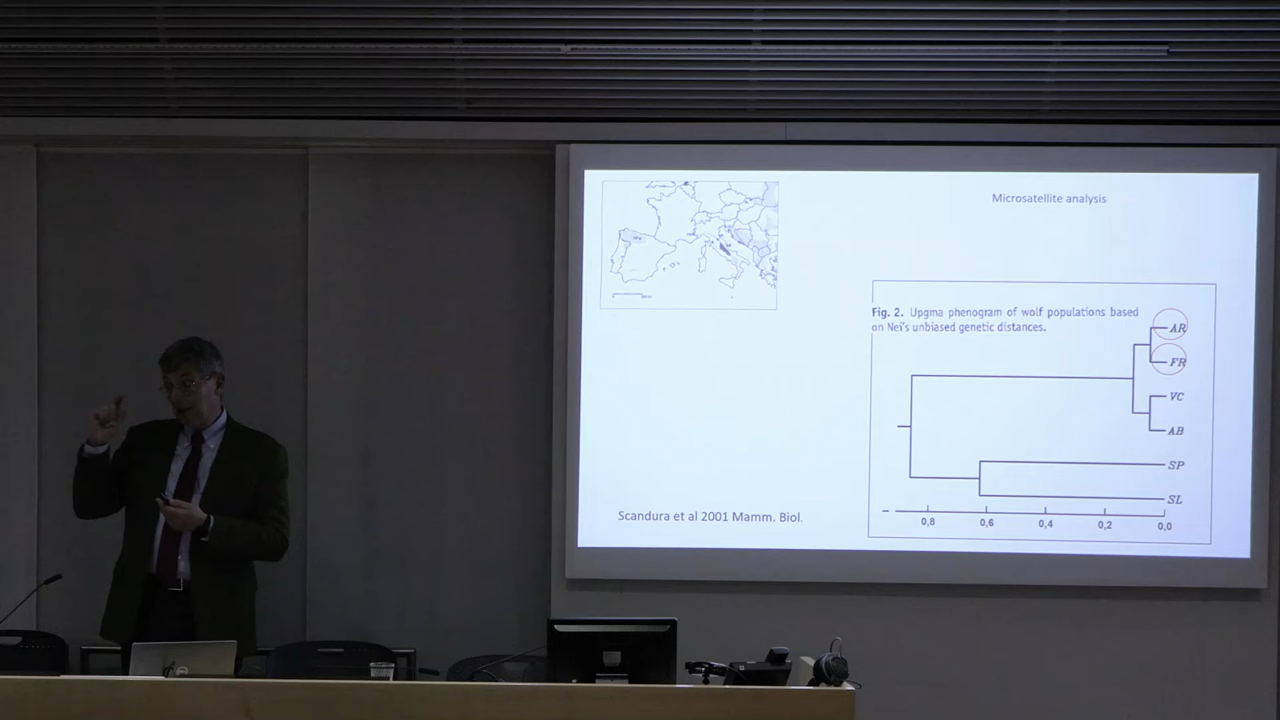 Microsatellite analysis
Fig. 2. Upgma phenogram of wolf populations based
on Nei's unbiased genetic distances.
AR
FR
VC
AB
SP
SL
0,8 0,6 0,4 0,2 0,0
Scandura et al 2001 Mamm. Biol.